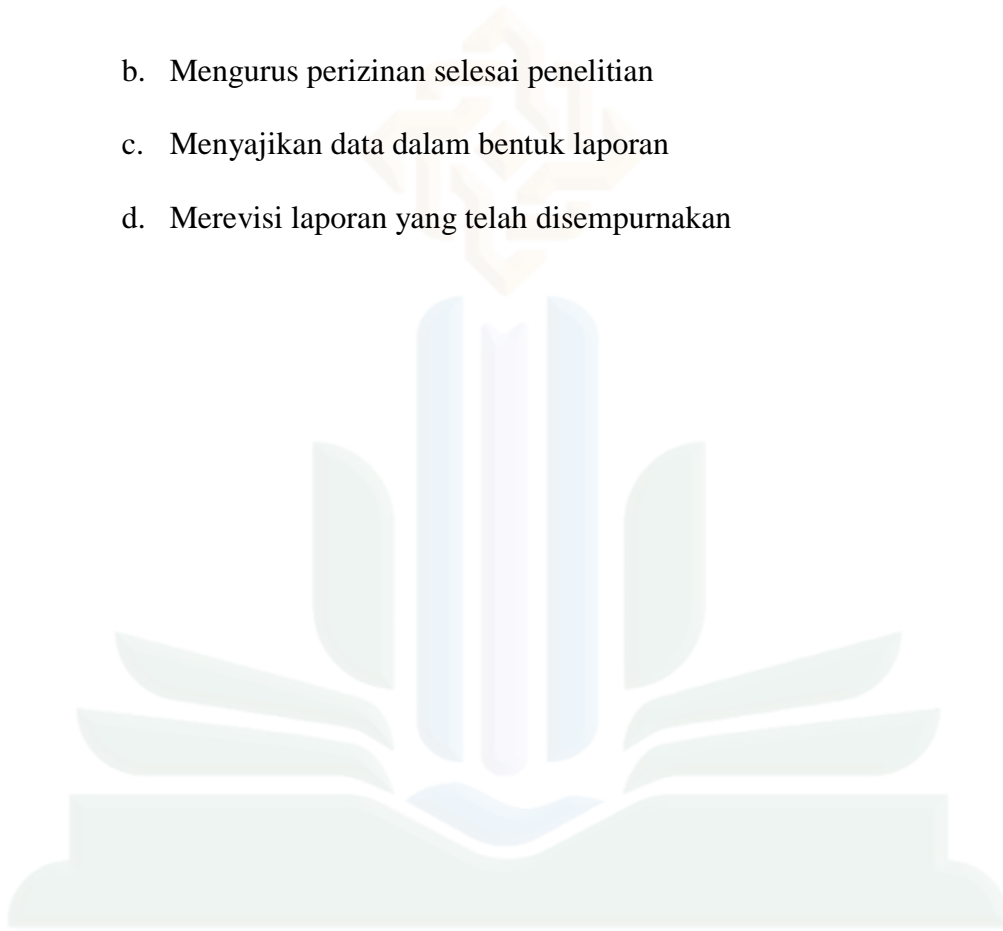 b. Mengurus perizinan selesai penelitian
c. Menyajikan data dalam bentuk laporan
d. Merevisi laporan yang telah disempurnakan